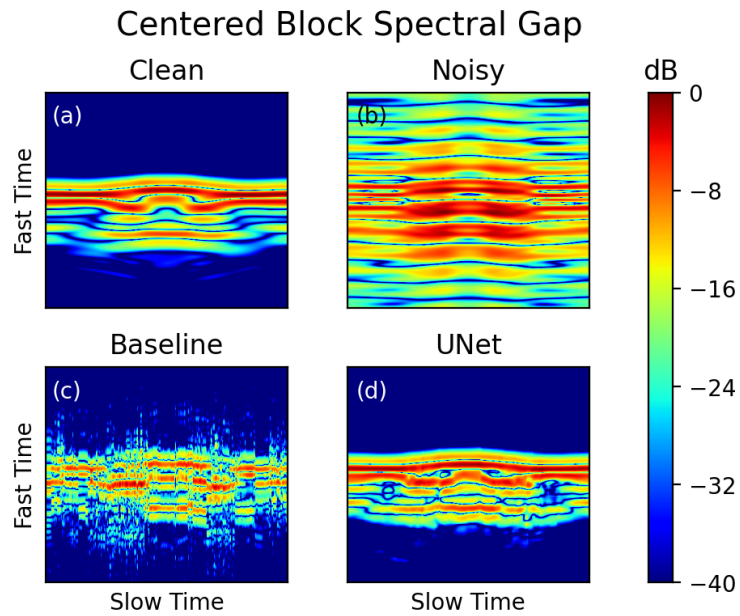 Centered Block Spectral Gap
Clean
Noisy
dB
(a)
(b)
Fast Time
0
−8
−16
−24
−32
−40
Baseline
UNet
(c)
(d)
Fast Time
Slow Time
Slow Time